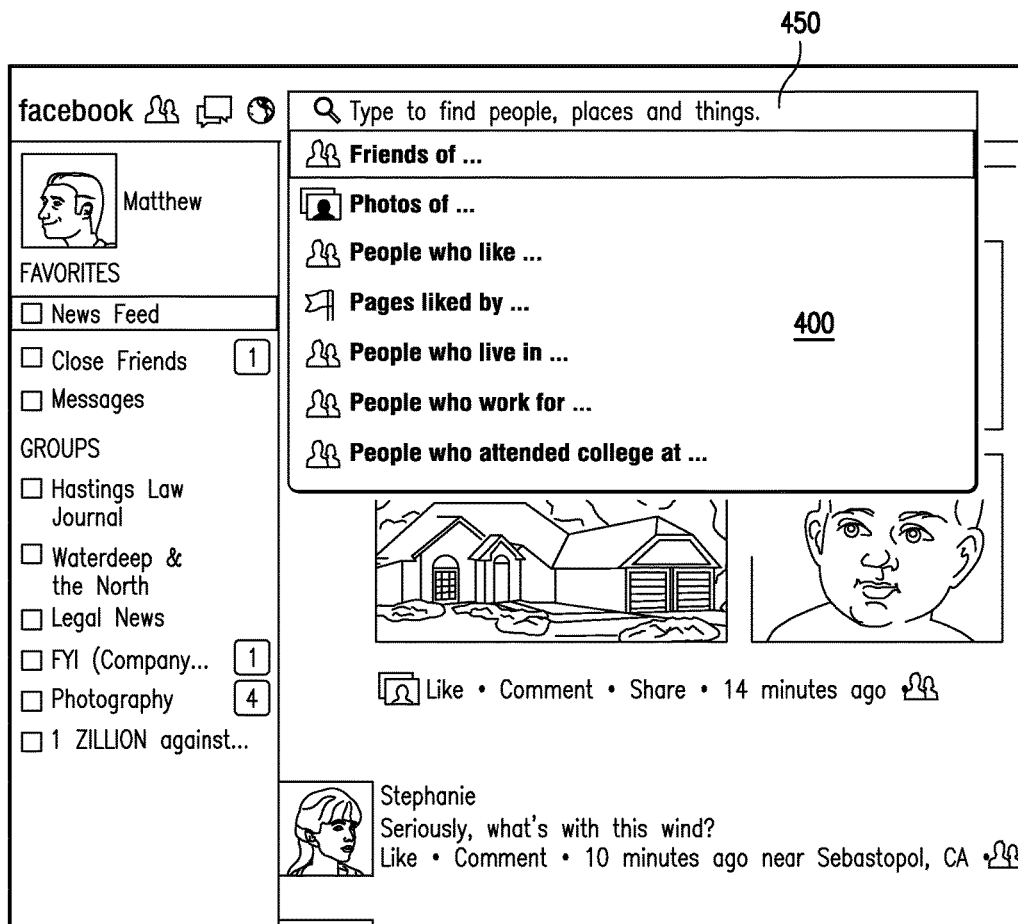 450
facebook
Type to find people, places and things.
Friends of ...
Photos of ...
People who like ...
Pages liked by ...
400
People who live in ...
People who work for ...
People who attended college at ...
Matthew
FAVORITES
News Feed
Close Friends 1
Messages
GROUPS
Hastings Law
Journal
Waterdeep &
the North
Legal News
FYI (Company... 1
Photography 4
1 ZILLION against...
Like • Comment • Share • 14 minutes ago •
Stephanie
Seriously, what's with this wind?
Like • Comment • 10 minutes ago near Sebastopol, CA •